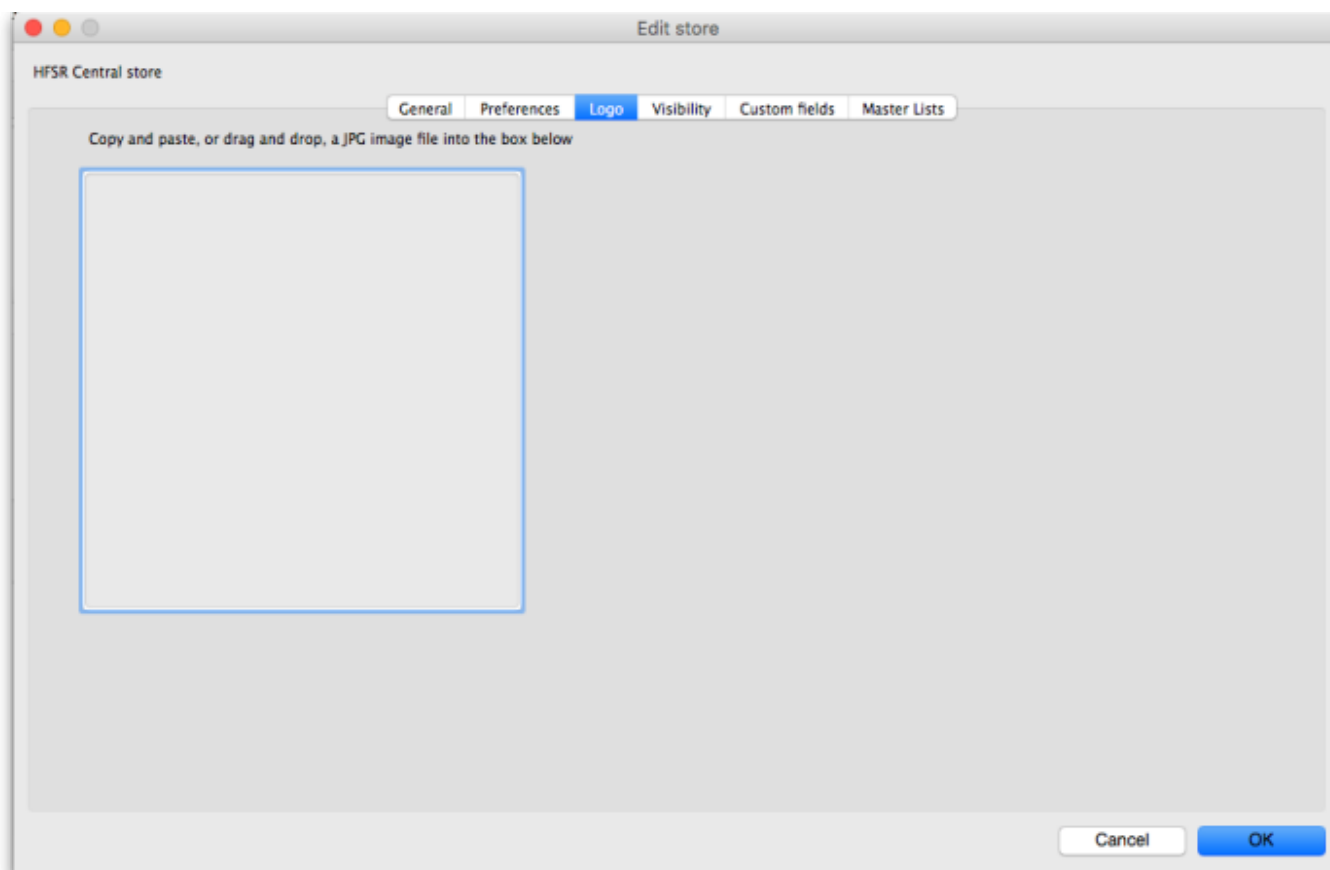 Edit store
HFSR Central store
General Preferences Logo Visibility Custom fields Master Lists
Copy and paste, or drag and drop, a JPG image file into the box below
Cancel OK